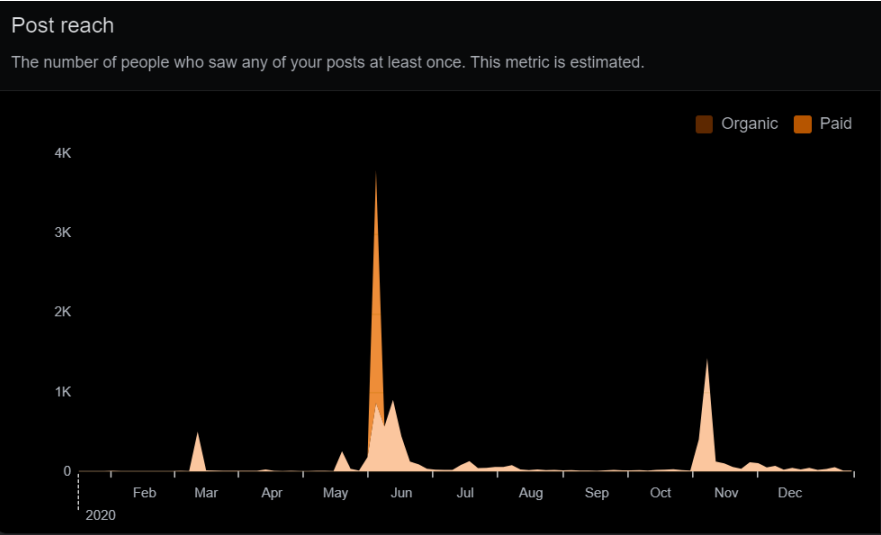 Post reach
The number of people who saw any of your posts at least once. This metric is estimated.
Organic Paid
4K
3K
2K
1K
0
Feb Mar Apr May Jun Jul Aug Sep Oct Nov Dec
2020